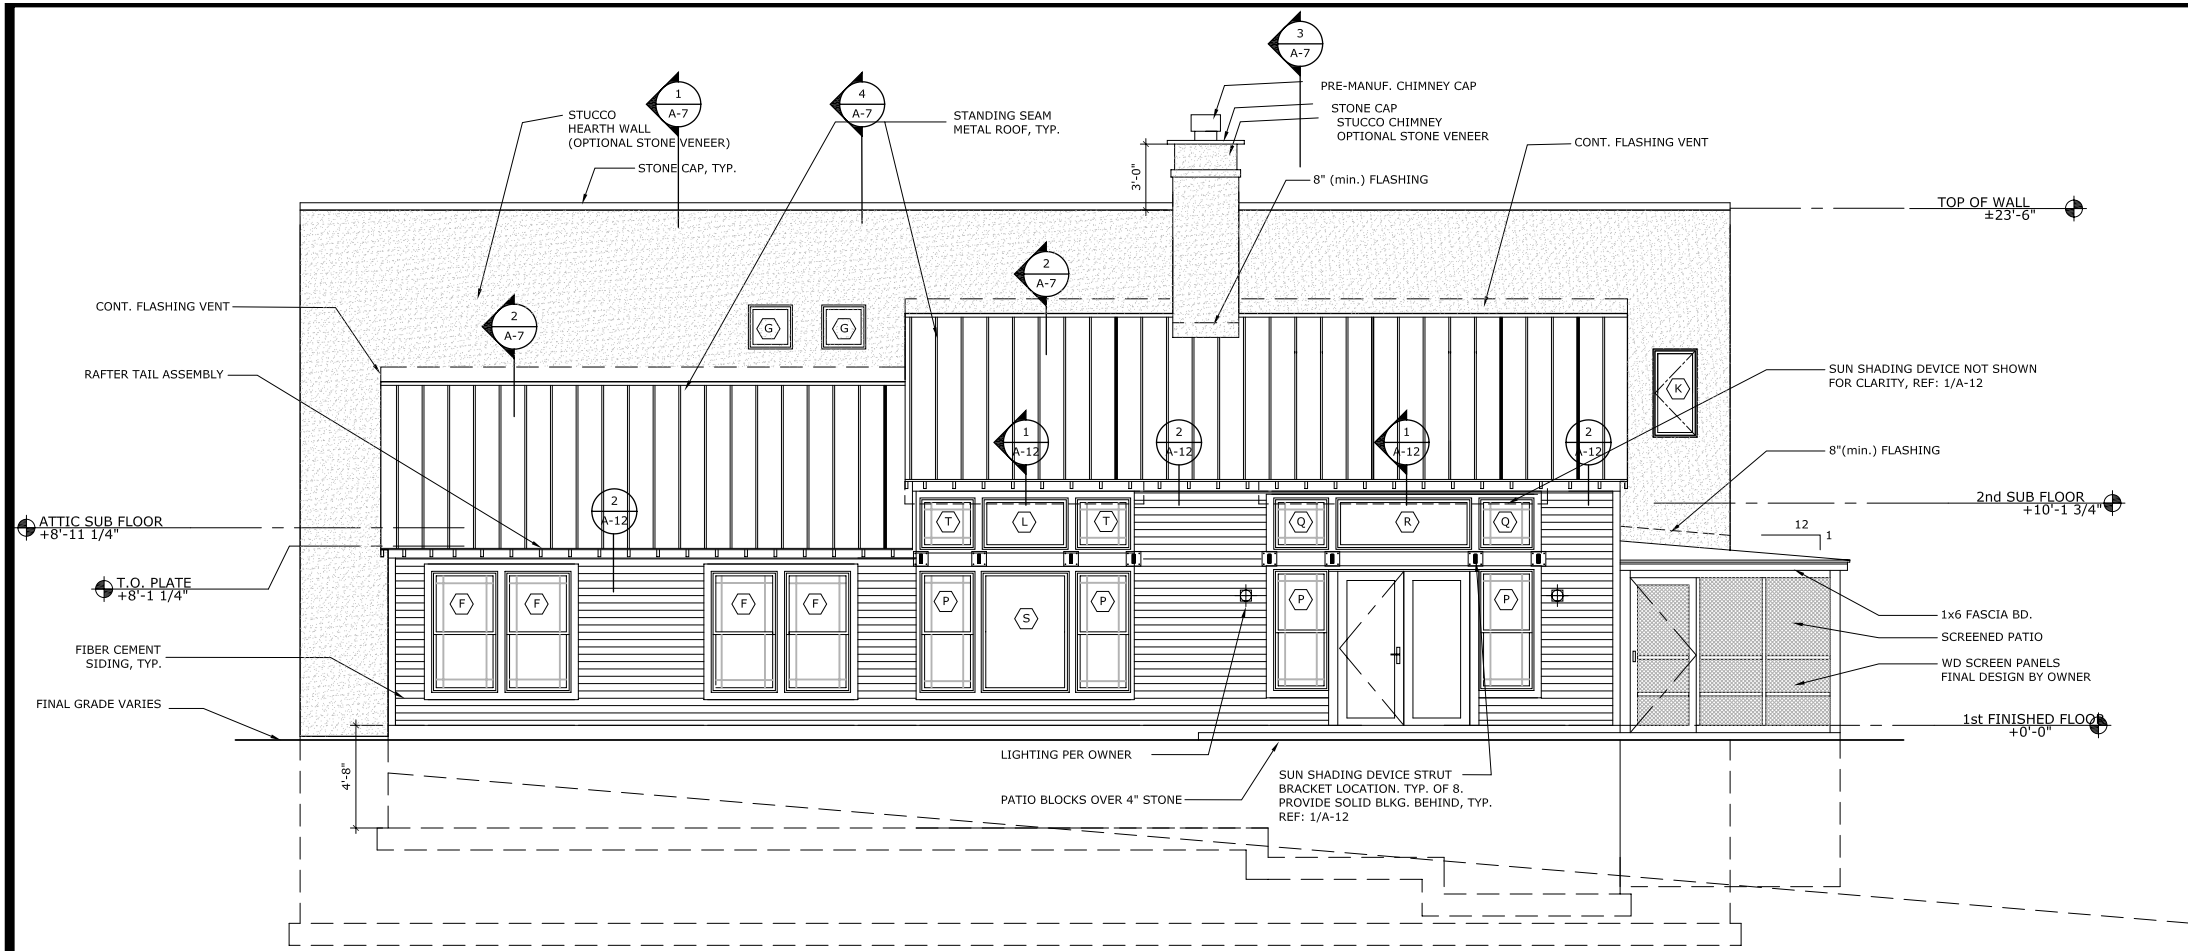 3
A-7
PRE-MANUF. CHIMNEY CAP
1
A-7
4
A-7
STONE CAP
STUCCO CHIMNEY
OPTIONAL STONE VENEER
STUCCO
HEARTH WALL
(OPTIONAL STONE VENEER)
STANDING SEAM
METAL ROOF, TYP.
CONT. FLASHING VENT
STONE CAP, TYP.
3'-0"
8" (min.) FLASHING
TOP OF WALL
±23'-6"
2
A-7
CONT. FLASHING VENT
2
A-7
G
G
RAFTER TAIL ASSEMBLY
SUN SHADING DEVICE NOT SHOWN
FOR CLARITY, REF: 1/A-12
K
1
A-12
2
A-12
1
A-12
2
A-12
8"(min.) FLASHING
2
A-12
2nd SUB FLOOR
+10'-1 3/4"
ATTIC SUB FLOOR
+8'-11 1/4"
T
L
T
Q
R
Q
12
1
T.O. PLATE
+8'-1 1/4"
F
F
F
F
P
S
P
P
P
1x6 FASCIA BD.
SCREENED PATIO
WD SCREEN PANELS
FINAL DESIGN BY OWNER
FIBER CEMENT
SIDING, TYP.
FINAL GRADE VARIES
1st FINISHED FLOOR
+0'-0"
4'-8"
LIGHTING PER OWNER
PATIO BLOCKS OVER 4" STONE
SUN SHADING DEVICE STRUT
BRACKET LOCATION. TYP. OF 8.
PROVIDE SOLID BLKG. BEHIND, TYP.
REF: 1/A-12